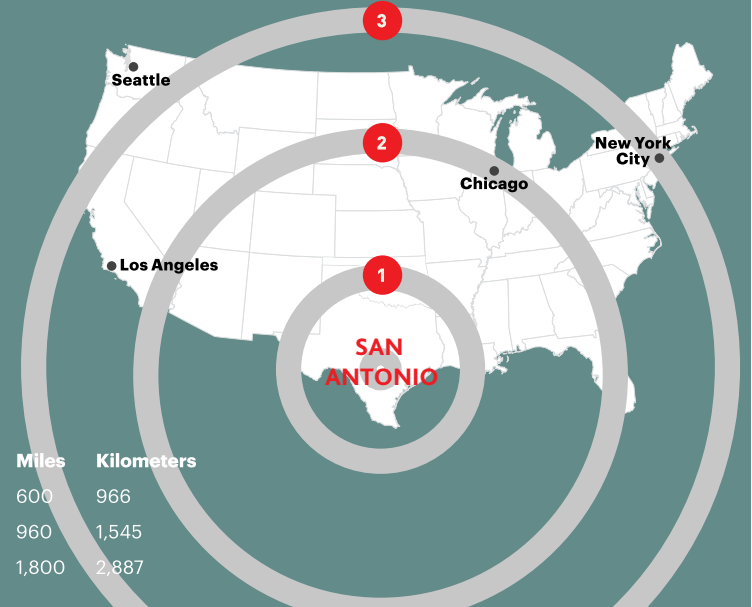 3
Seattle
2
New York
City
Chicago
Los Angeles
1
SAN
ANTONIO
Miles Kilometers
600 966
960 1,545
1,800 2,887